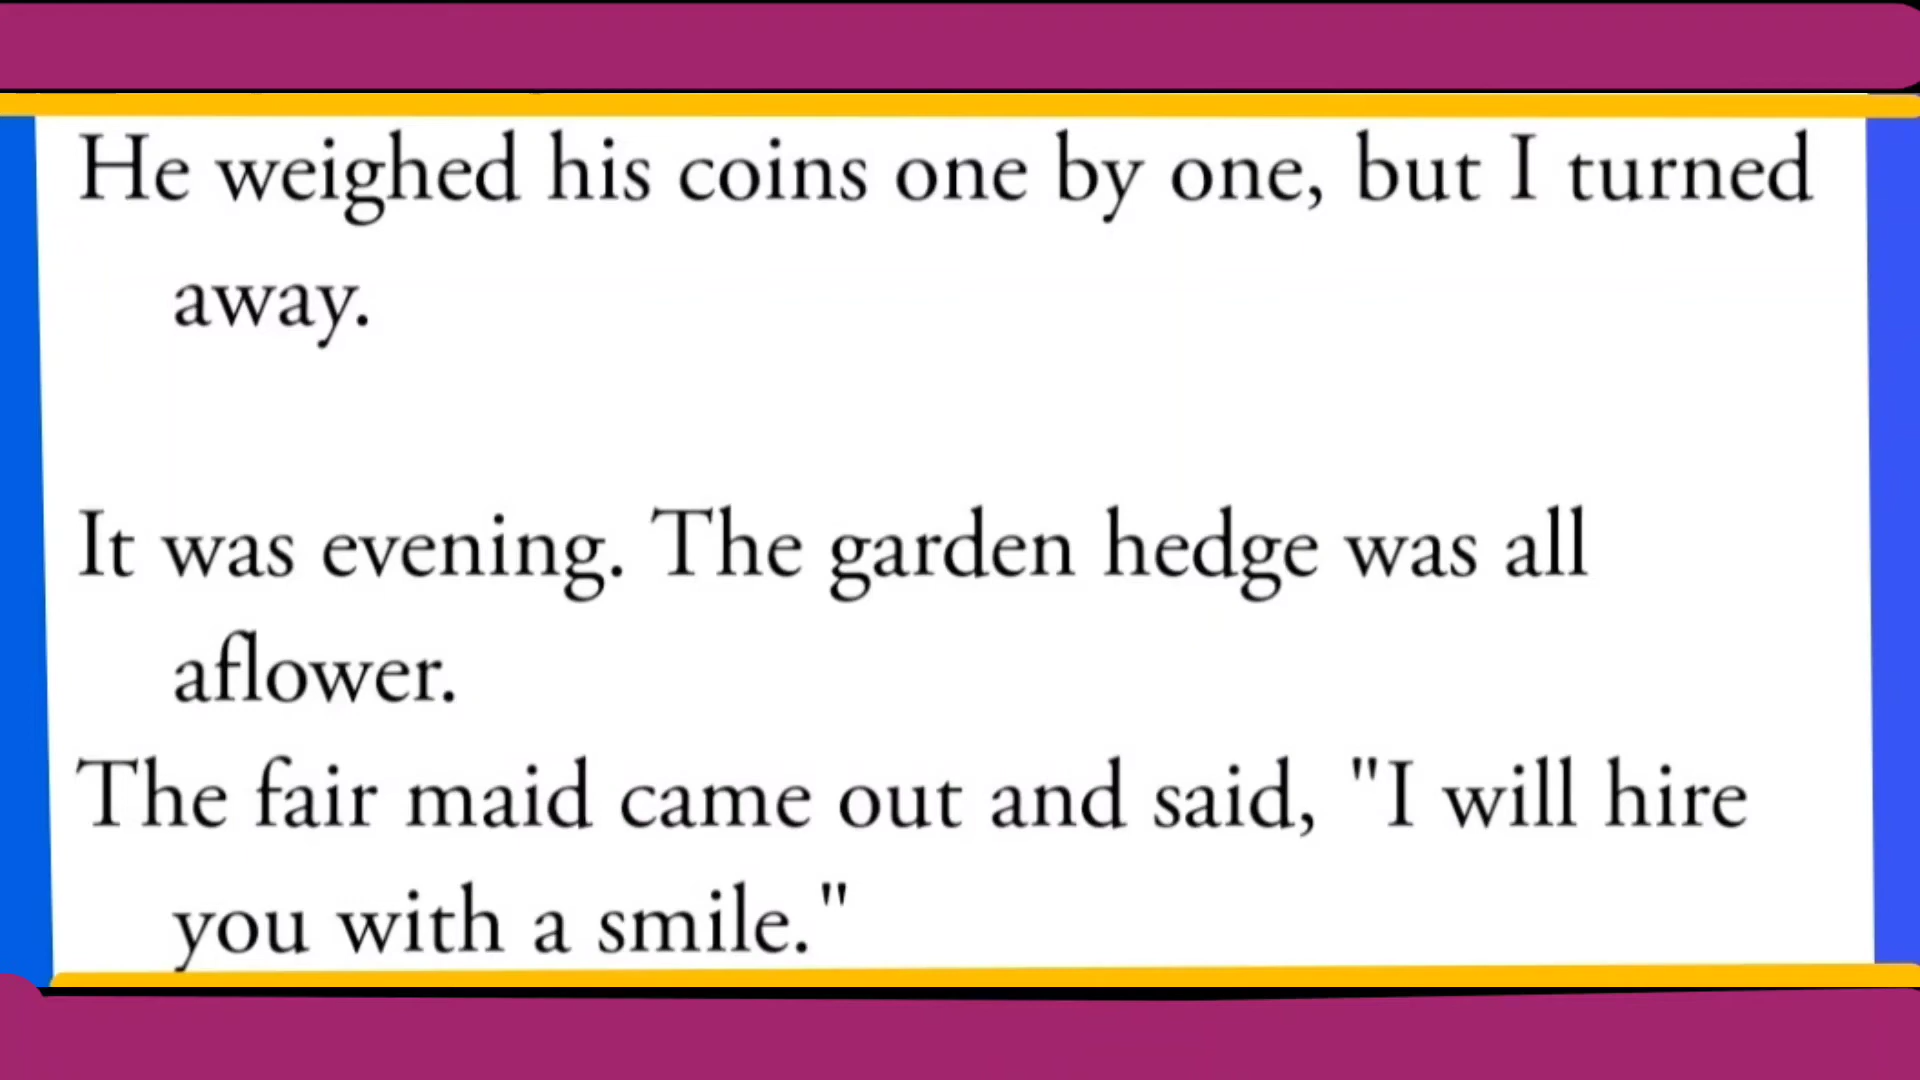 He weighed his coins one by one, but I turned
away.
It was evening. The garden hedge was all
aflower.
The fair maid came out and said, "I will hire
you with a smile."